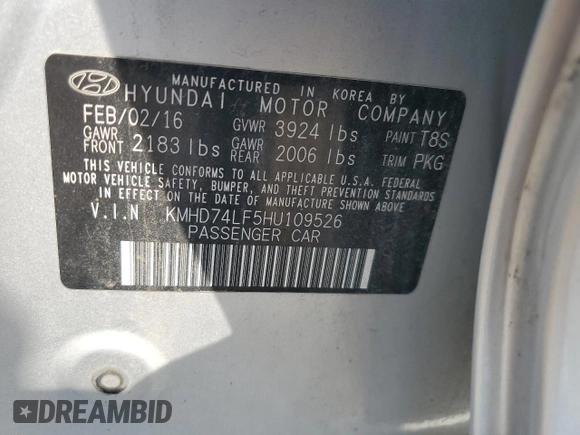 MANUFACTURED IN KOREA BY
HYUNDAI MOTOR COMPANY
FEB/02/16 GVWR 3924 lbs PAINT T8S
GAWR FRONT 2183 lbs GAWR REAR 2006 lbs TRIM PKG
THIS VEHICLE CONFORMS TO ALL APPLICABLE U.S.A. FEDERAL
MOTOR VEHICLE SAFETY, BUMPER, AND THEFT PREVENTION STANDARDS
IN EFFECT ON THE DATE OF MANUFACTURE SHOWN ABOVE.
V.I.N KMHD74LF5HU109526
PASSENGER CAR
DREAMBID